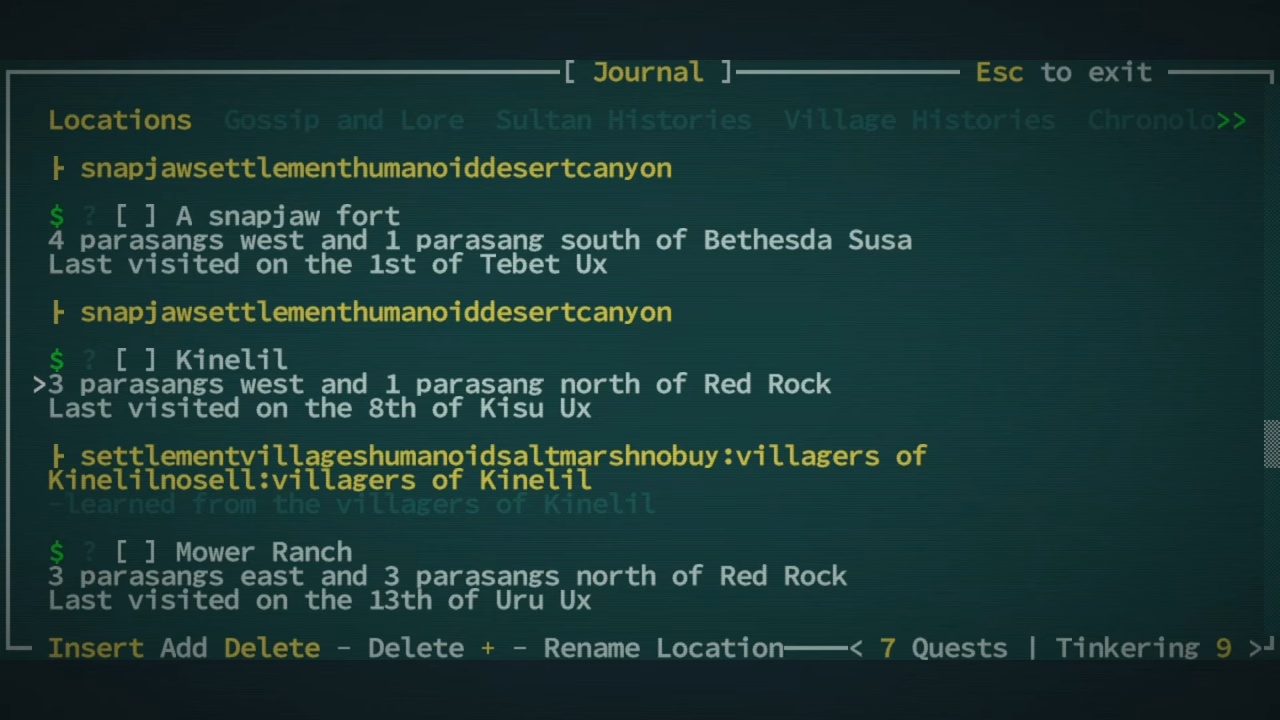 [ Journal ] Esc to exit
Locations Gossip and Lore Sultan Histories Village Histories Chronolo>>
├ snapjawsettlementhumanoiddesertcanyon
$ ? [ ] A snapjaw fort
4 parasangs west and 1 parasang south of Bethesda Susa
Last visited on the 1st of Tebet Ux
├ snapjawsettlementhumanoiddesertcanyon
$ ? [ ] Kinelil
>3 parasangs west and 1 parasang north of Red Rock
Last visited on the 8th of Kisu Ux
├ settlementvillageshumanoidsaltmarshnobuy:villagers of
Kinelilnosell:villagers of Kinelil
-learned from the villagers of Kinelil
$ ? [ ] Mower Ranch
3 parasangs east and 3 parasangs north of Red Rock
Last visited on the 13th of Uru Ux
Insert Add Delete - Delete + - Rename Location < 7 Quests | Tinkering 9 >